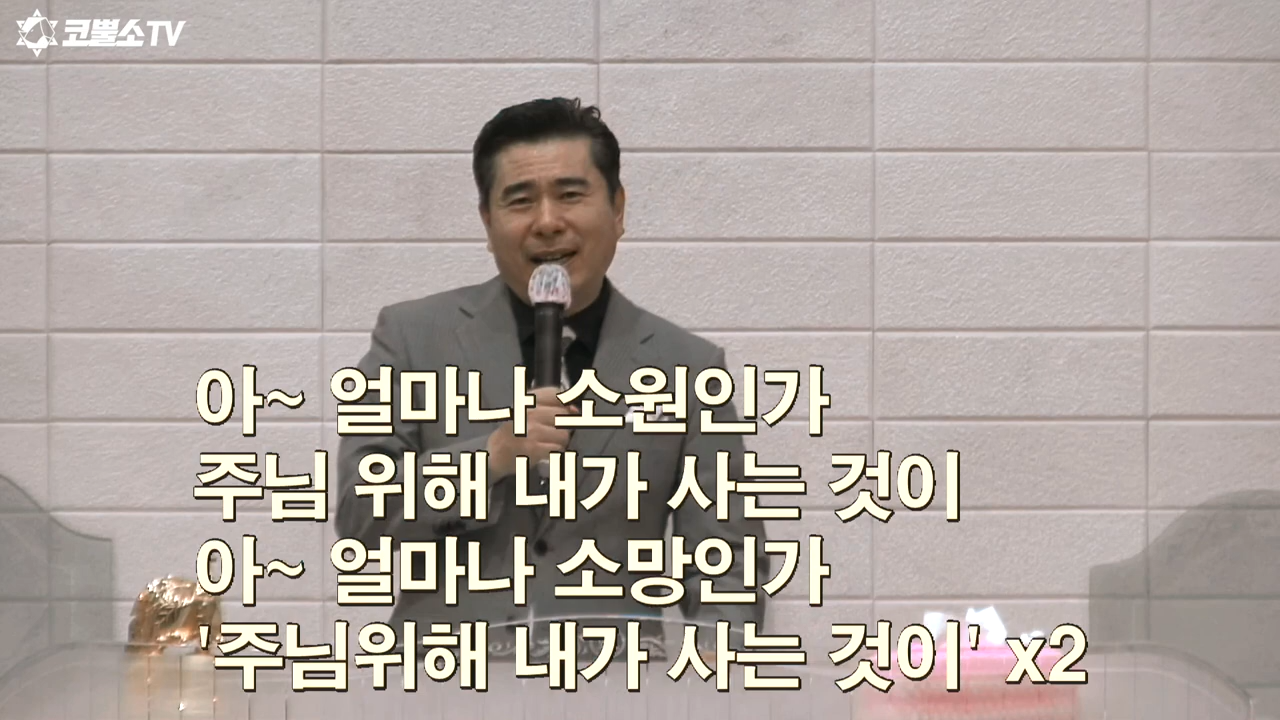 코뿔소TV
아~ 얼마나 소원인가
주님 위해 내가 사는 것이
아~ 얼마나 소망인가
'주님위해 내가 사는 것이' x2